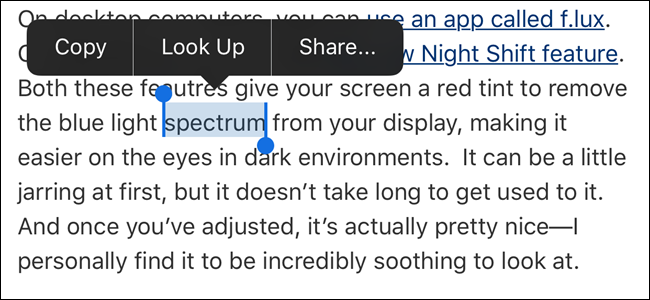 On desktop computers, you can use an app called f.lux.
Copy Look Up Share...
w Night Shift feature.
Both these feautres give your screen a red tint to remove
the blue light spectrum from your display, making it
easier on the eyes in dark environments. It can be a little
jarring at first, but it doesn’t take long to get used to it.
And once you’ve adjusted, it’s actually pretty nice—I
personally find it to be incredibly soothing to look at.